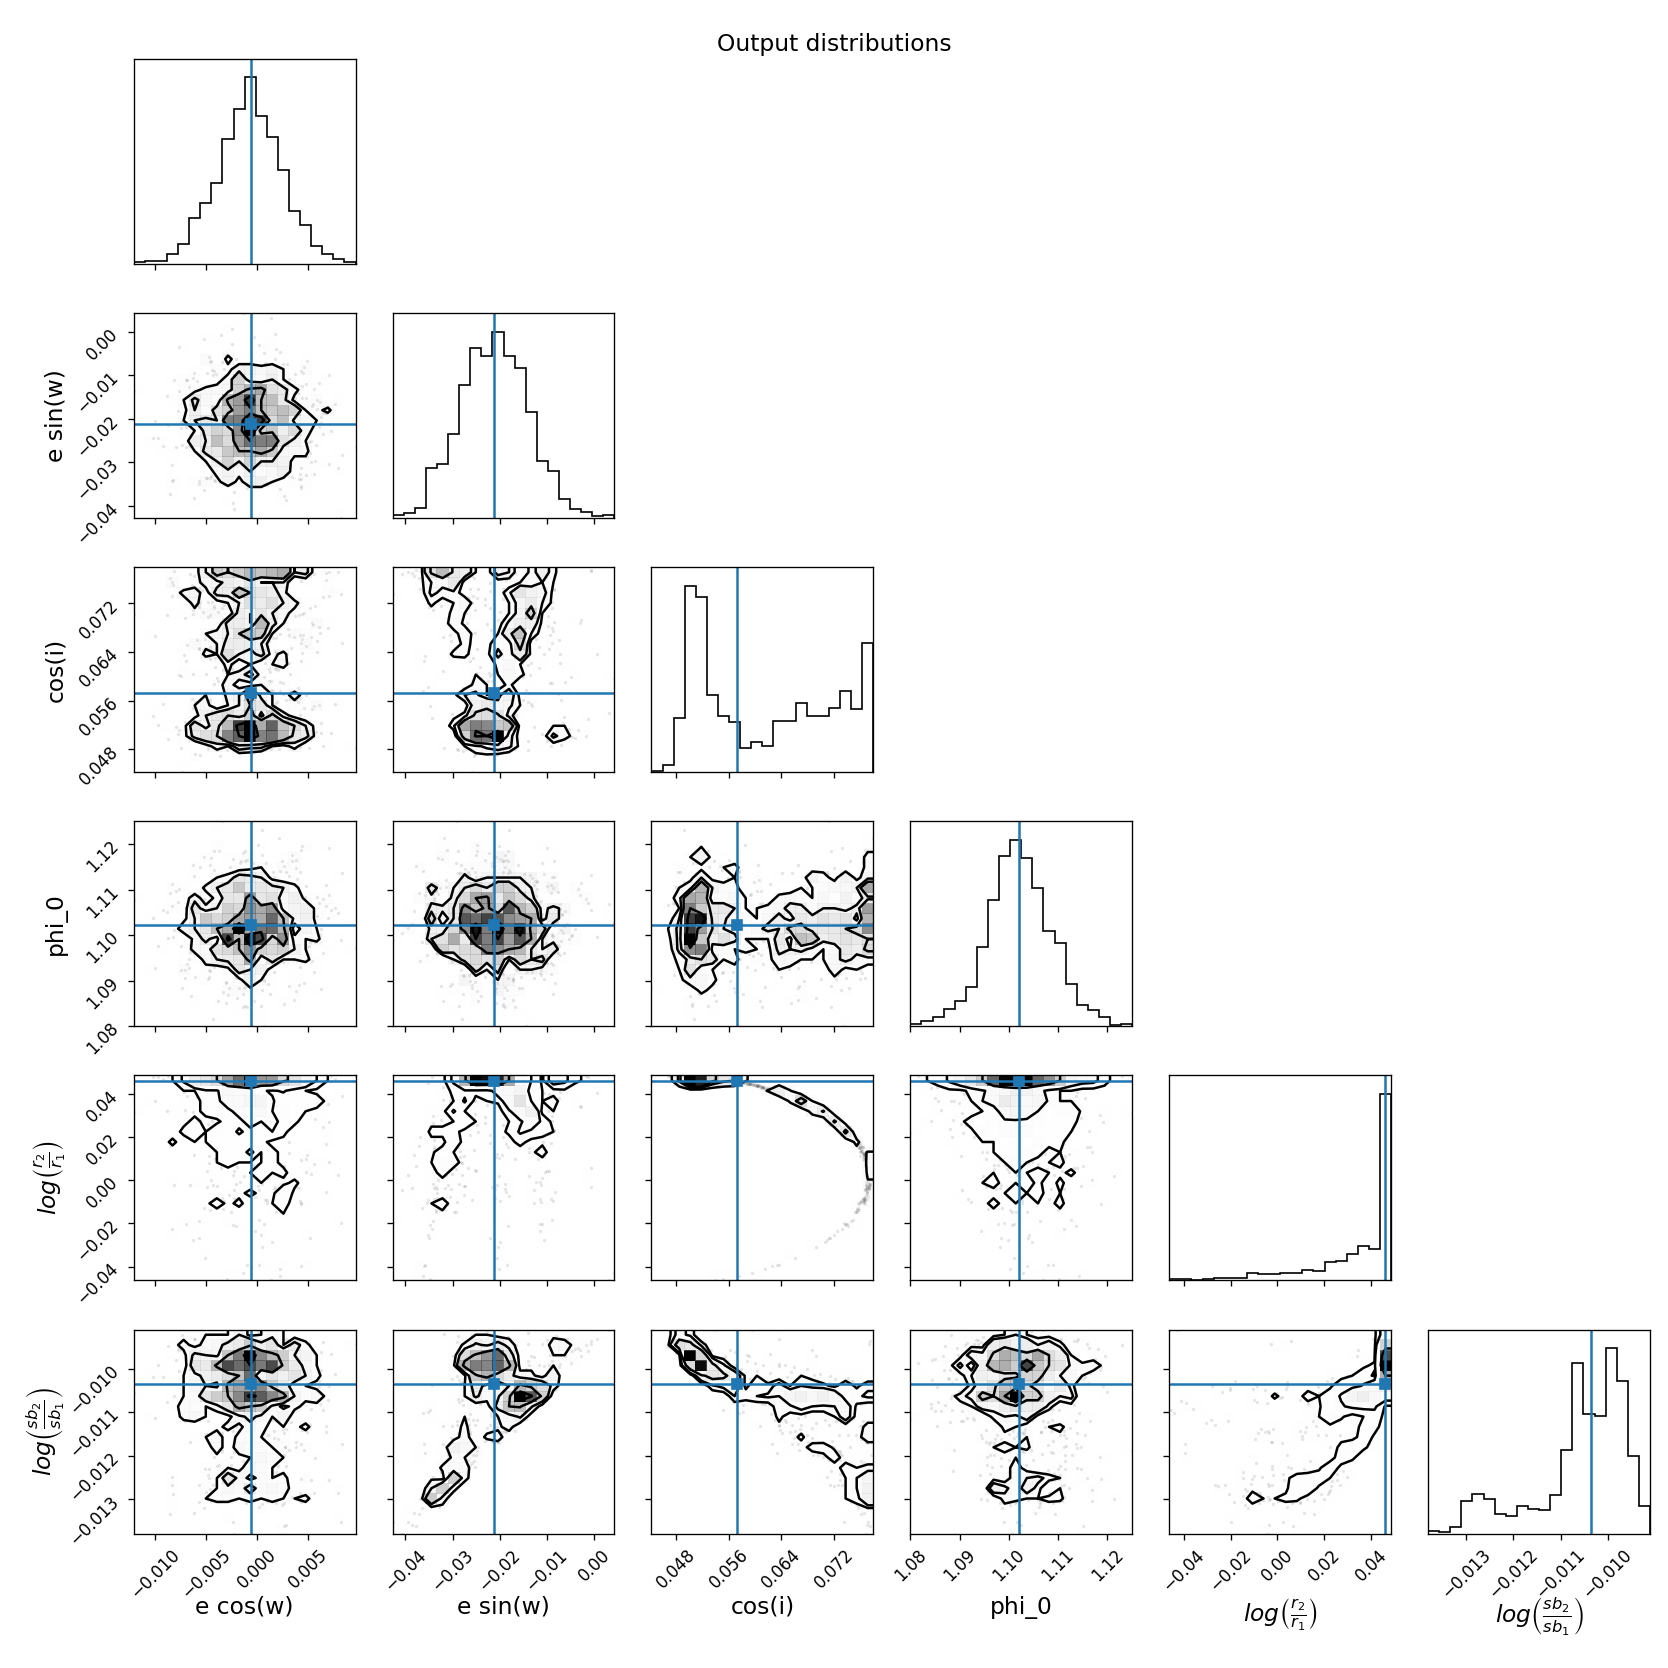 Output distributions
e sin(w)
0.00
−0.01
−0.02
−0.03
−0.04
cos(i)
0.072
0.064
0.056
0.048
phi_0
1.12
1.11
1.10
1.09
1.08
log(r₂/r₁)
0.04
0.02
0.00
−0.02
−0.04
log(sb₂/sb₁)
−0.010
−0.011
−0.012
−0.013
−0.010 −0.005 0.000 0.005
−0.04 −0.03 −0.02 −0.01 0.00
0.048 0.056 0.064 0.072
1.08 1.09 1.10 1.11 1.12
−0.04 −0.02 0.00 0.02 0.04
−0.013 −0.012 −0.011 −0.010
e cos(w)
e sin(w)
cos(i)
phi_0
log(r₂/r₁)
log(sb₂/sb₁)